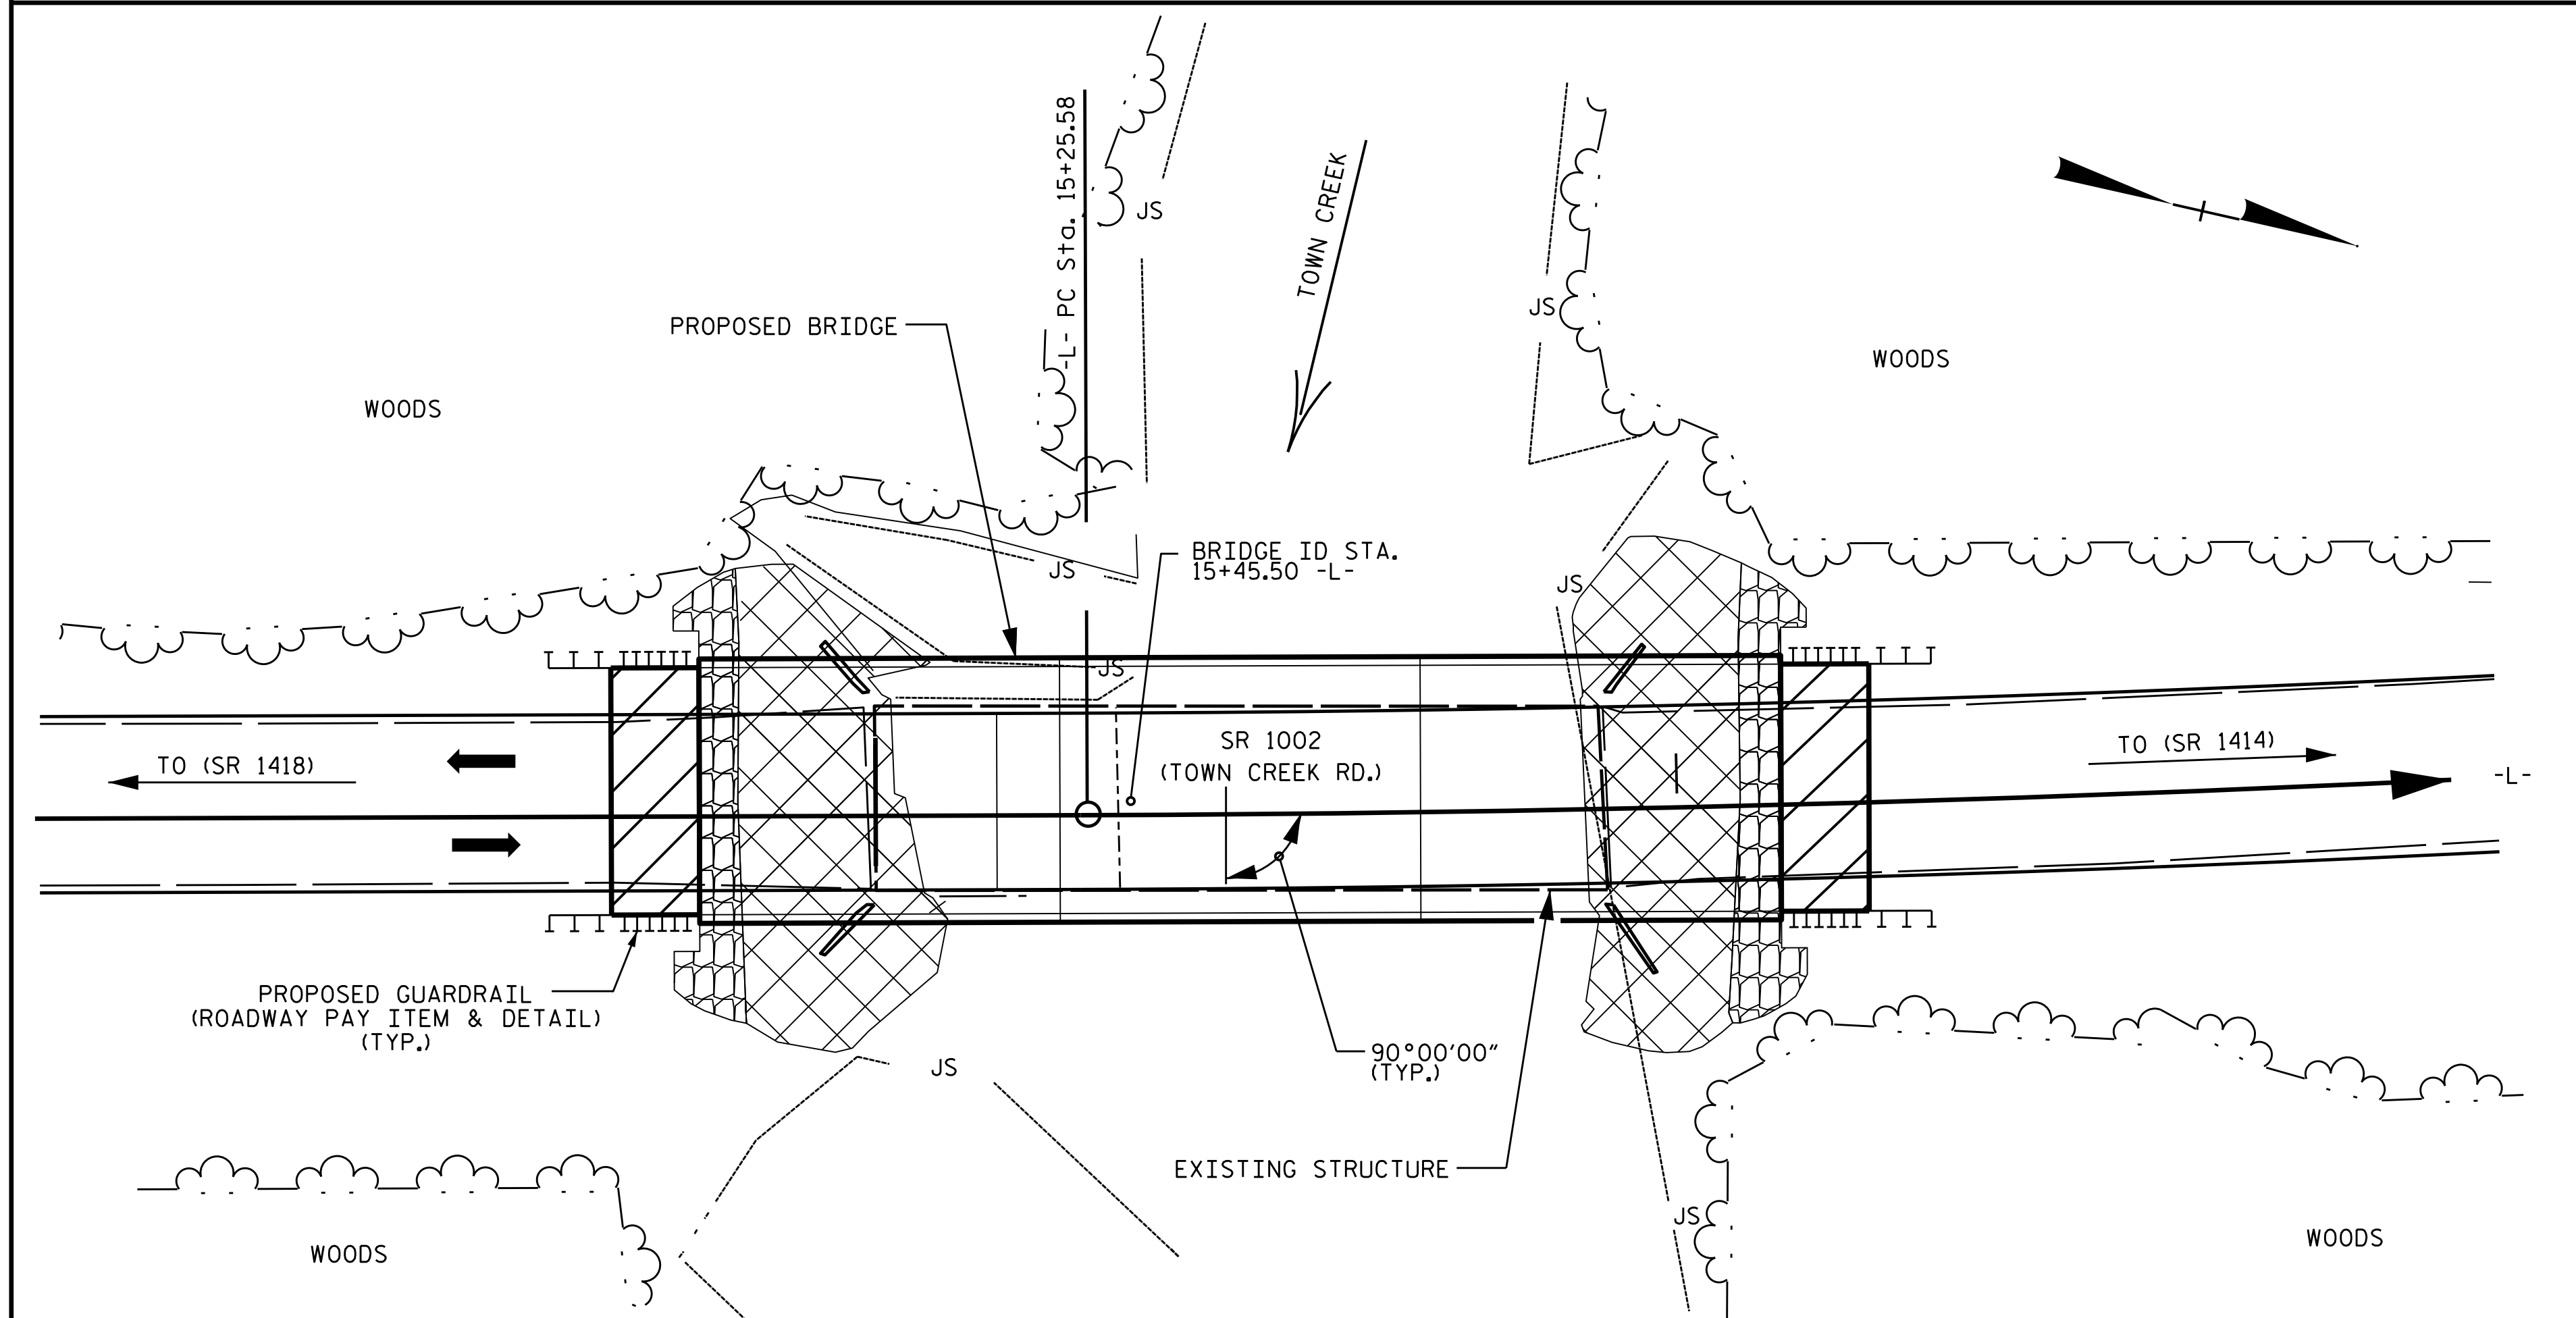 -L- PC Sta. 15+25.58
JS
TOWN CREEK
JS
PROPOSED BRIDGE
WOODS
WOODS
BRIDGE ID STA.
15+45.50 -L-
JS
JS
JS
SR 1002
(TOWN CREEK RD.)
TO (SR 1418)
TO (SR 1414)
-L-
PROPOSED GUARDRAIL
(ROADWAY PAY ITEM & DETAIL)
(TYP.)
90°00'00"
(TYP.)
JS
EXISTING STRUCTURE
JS
WOODS
WOODS